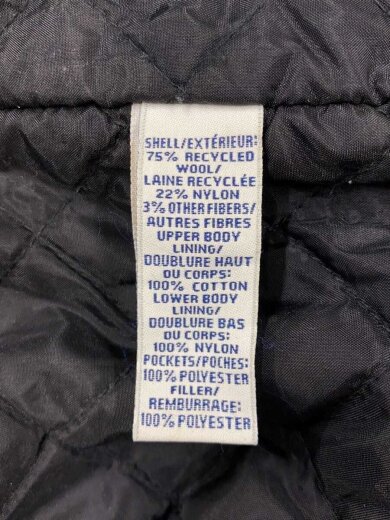 SHELL/EXTÉRIEUR:
75% RECYCLED
WOOL/
LAINE RECYCLÉE
22% NYLON
3% OTHER FIBERS/
AUTRES FIBRES
UPPER BODY
LINING/
DOUBLURE HAUT
DU CORPS:
100% COTTON
LOWER BODY
LINING/
DOUBLURE BAS
DU CORPS:
100% NYLON
POCKETS/POCHES:
100% POLYESTER
FILLER/
REMBURRAGE:
100% POLYESTER